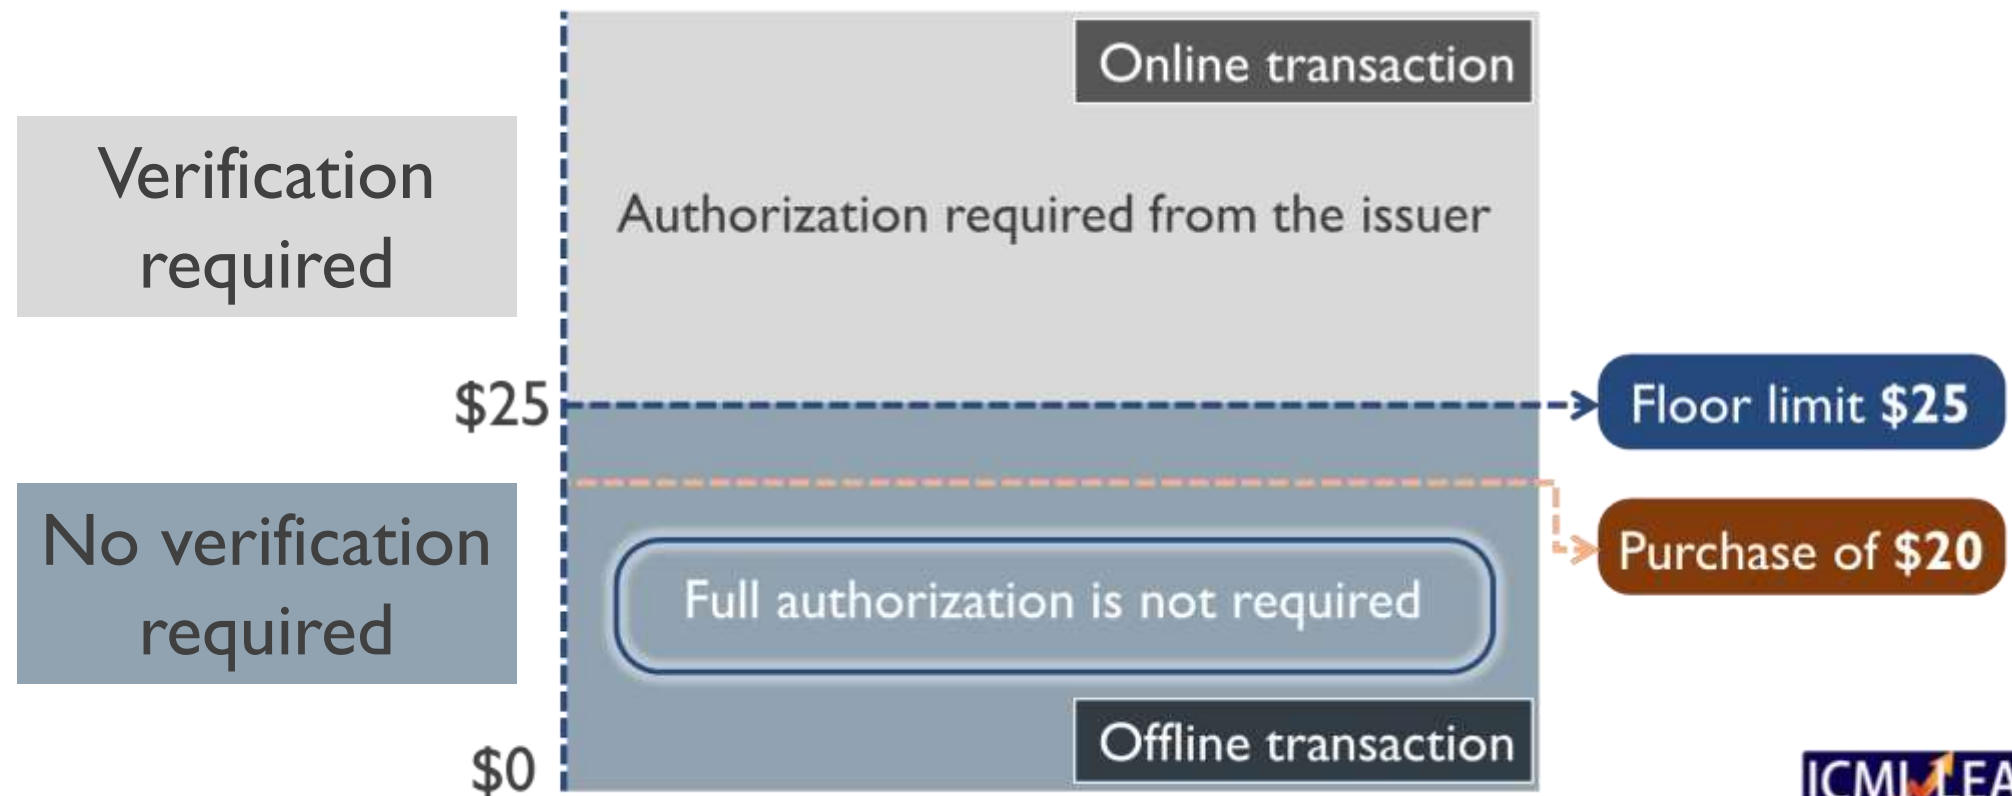 Online transaction
Verification
required
Authorization required from the issuer
$25
Floor limit $25
No verification
required
Purchase of $20
Full authorization is not required
Offline transaction
$0